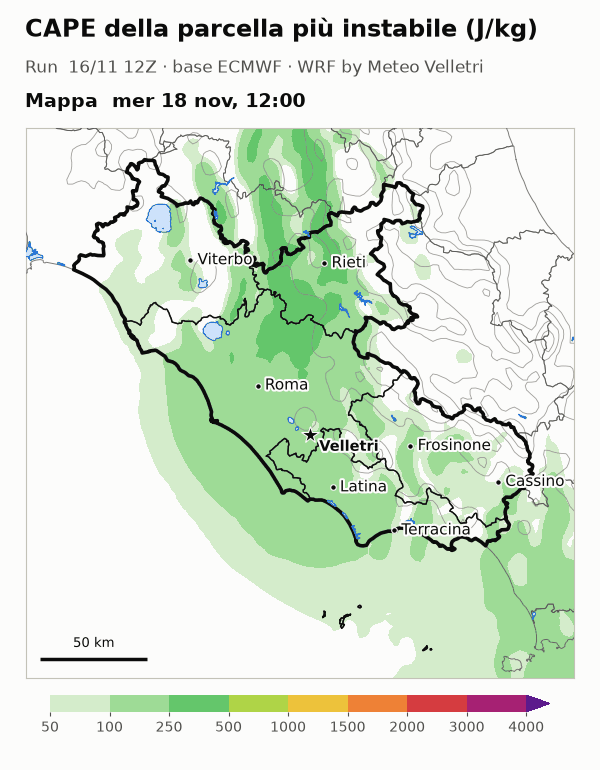 CAPE della parcella più instabile (J/kg)
Run  16/11 12Z · base ECMWF · WRF by Meteo Velletri
Mappa  mer 18 nov, 12:00
Viterbo
Rieti
Roma
Velletri
Frosinone
Latina
Cassino
Terracina
50 km
50 100 250 500 1000 1500 2000 3000 4000